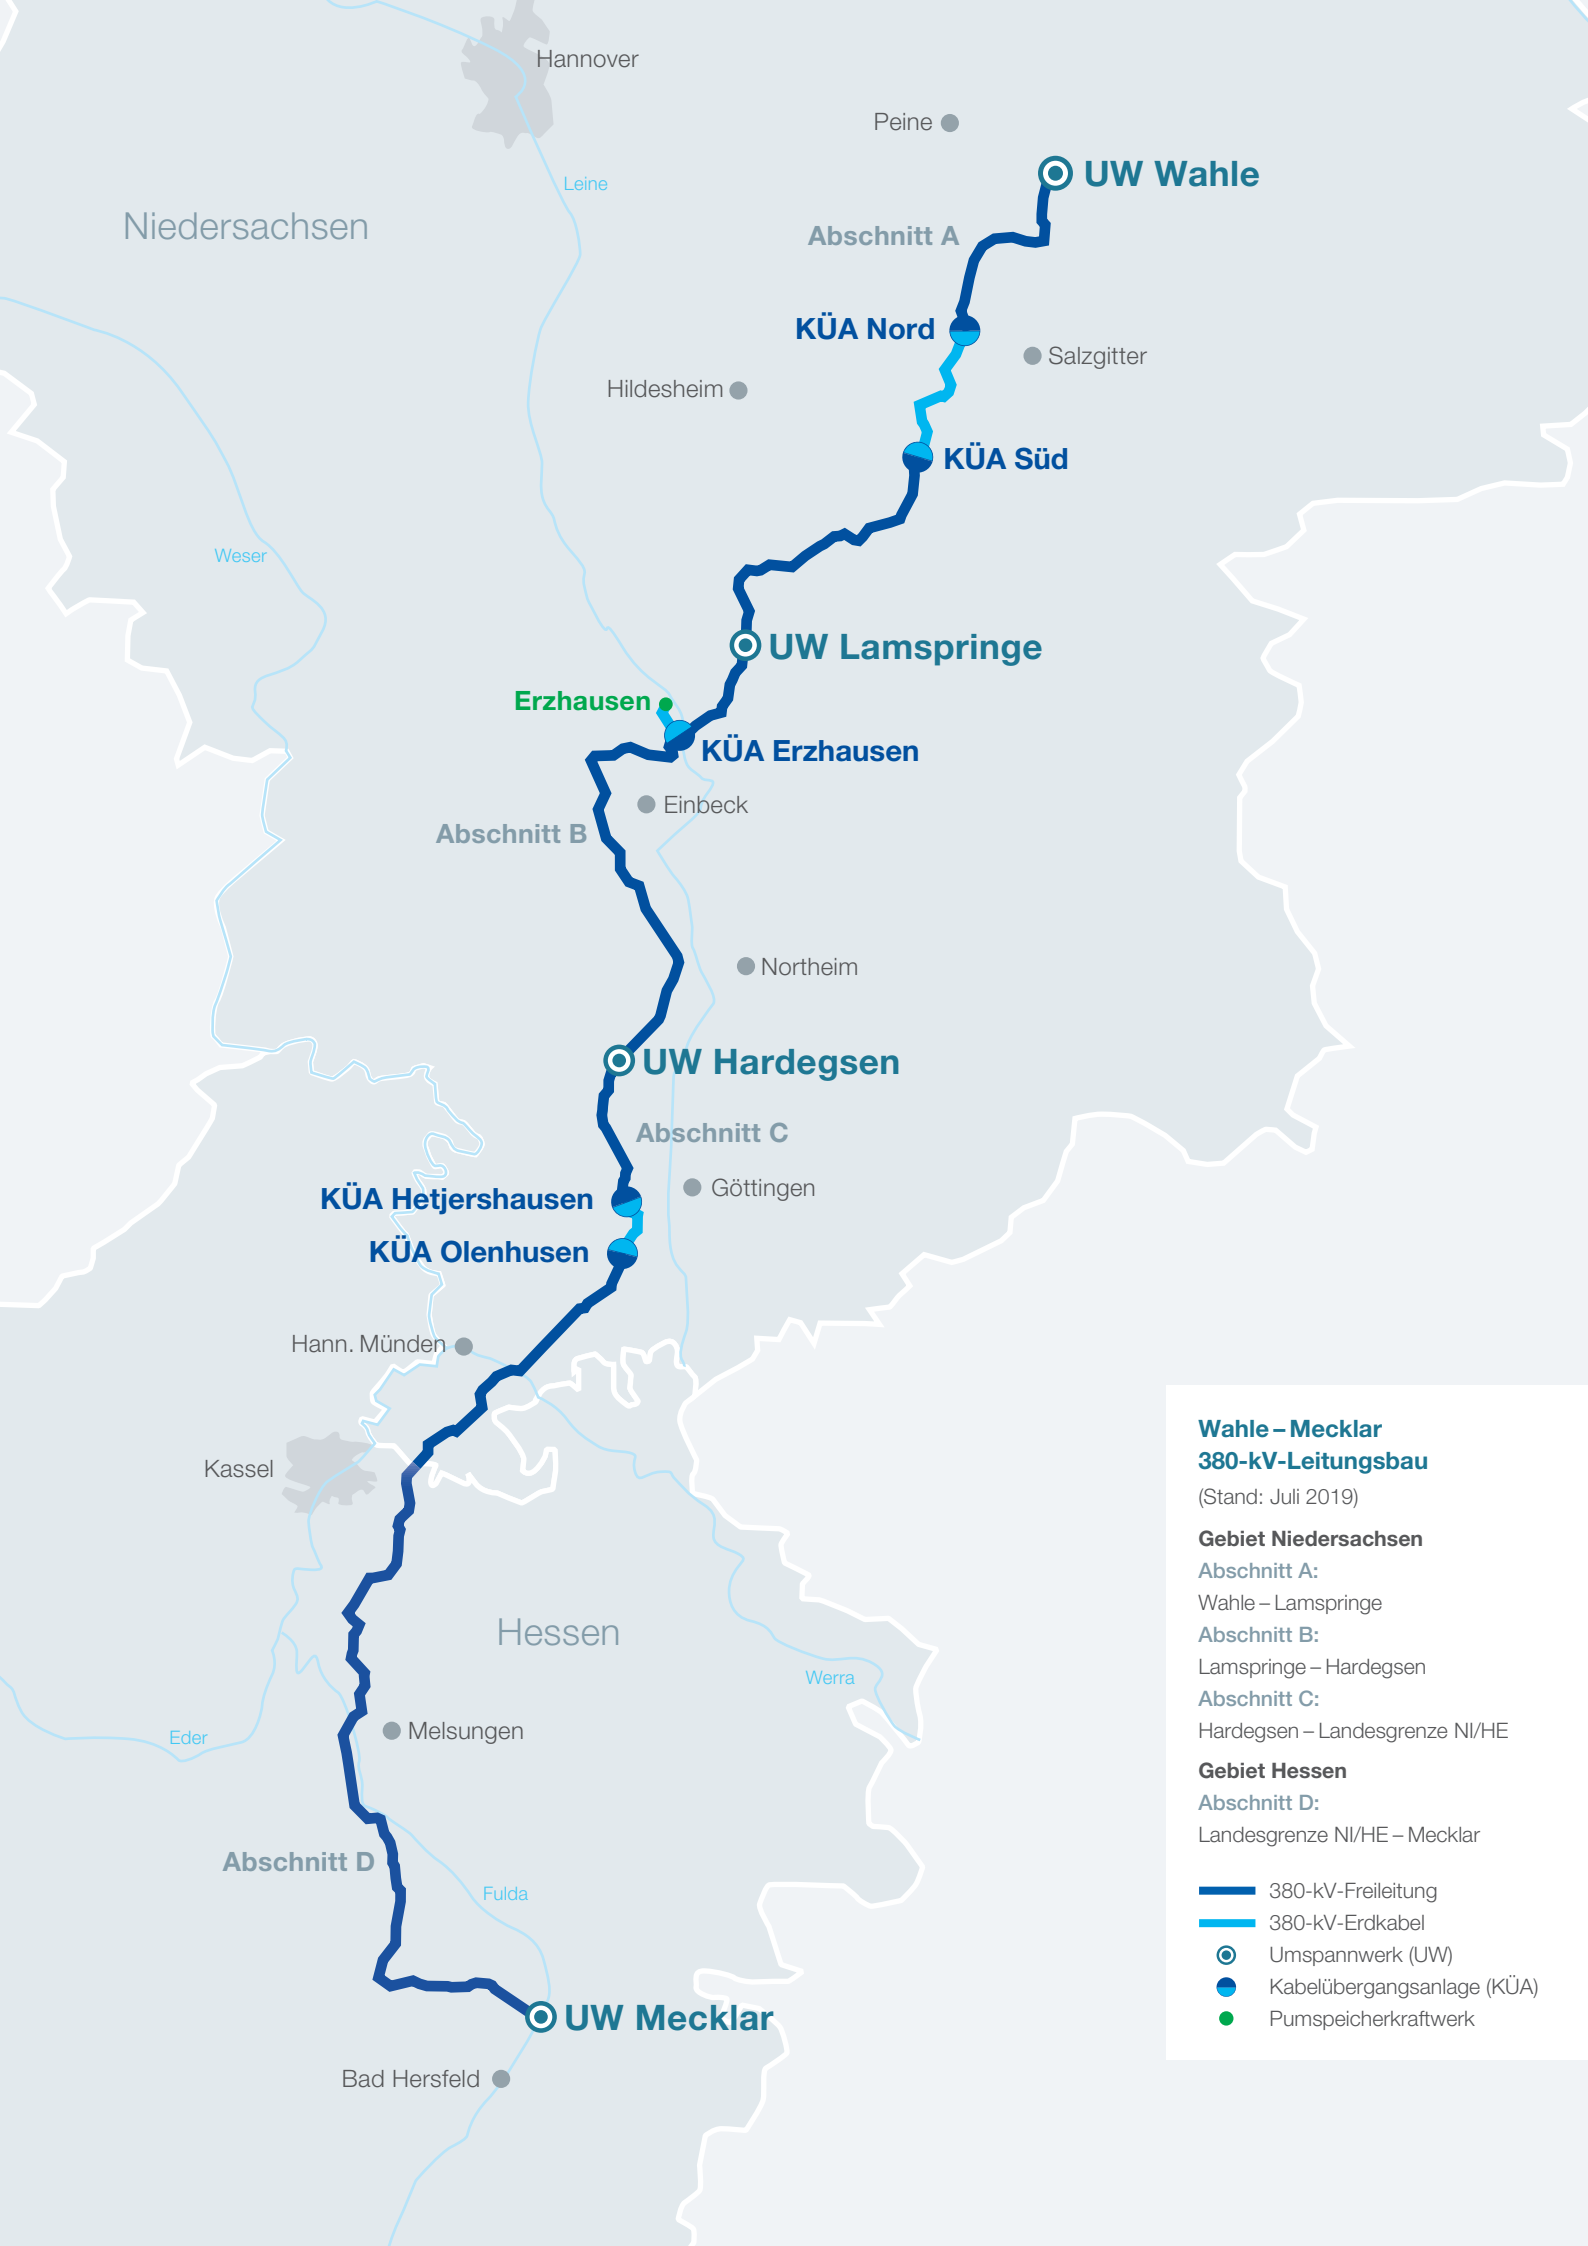 Hannover
Peine
UW Wahle
Leine
Niedersachsen
Abschnitt A
KÜA Nord
Salzgitter
Hildesheim
KÜA Süd
Weser
UW Lamspringe
Erzhausen
KÜA Erzhausen
Einbeck
Abschnitt B
Northeim
UW Hardegsen
Abschnitt C
Göttingen
KÜA Hetjershausen
KÜA Olenhusen
Hann. Münden
Kassel
Hessen
Werra
Melsungen
Eder
Abschnitt D
Fulda
UW Mecklar
Bad Hersfeld
Wahle – Mecklar
380-kV-Leitungsbau
(Stand: Juli 2019)
Gebiet Niedersachsen
Abschnitt A:
Wahle – Lamspringe
Abschnitt B:
Lamspringe – Hardegsen
Abschnitt C:
Hardegsen – Landesgrenze NI/HE
Gebiet Hessen
Abschnitt D:
Landesgrenze NI/HE – Mecklar
380-kV-Freileitung
380-kV-Erdkabel
Umspannwerk (UW)
Kabelübergangsanlage (KÜA)
Pumspeicherkraftwerk